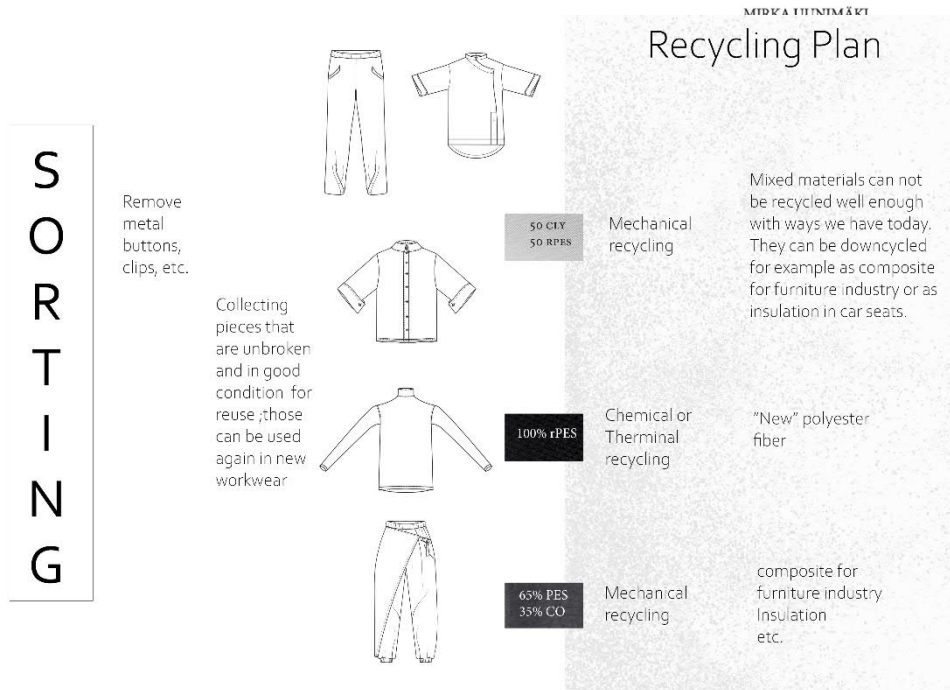 MIRKA UUNIMÄKI
Recycling Plan
SORTING
Remove
metal
buttons,
clips, etc.
Collecting
pieces that
are unbroken
and in good
condition for
reuse ;those
can be used
again in new
workwear
50 CLY
50 RPES
Mechanical
recycling
Mixed materials can not
be recycled well enough
with ways we have today.
They can be downcycled
for example as composite
for furniture industry or as
insulation in car seats.
100% rPES
Chemical or
Therminal
recycling
"New" polyester
fiber
65% PES
35% CO
Mechanical
recycling
composite for
furniture industry
Insulation
etc.